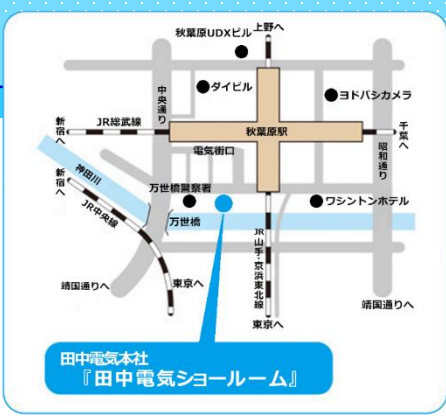 上野へ
秋葉原UDXビル
ダイビル
ヨドバシカメラ
中央通り
新宿へ
JR総武線
秋葉原駅
千葉へ
電気街口
昭和通り
新宿へ
神田川
JR中央線
万世橋警察署
ワシントンホテル
万世橋
JR山手・京浜東北線
靖国通りへ
東京へ
靖国通りへ
東京へ
田中電気本社
『田中電気ショールーム』